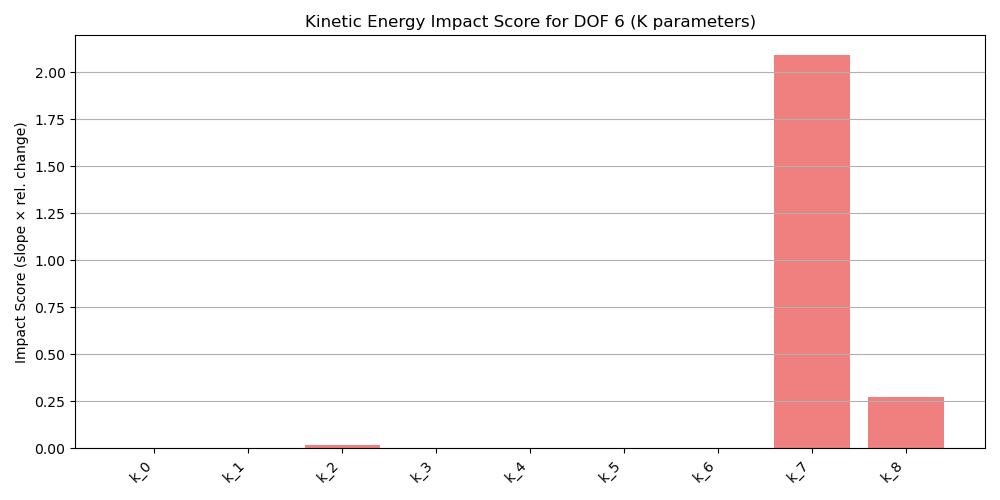 Kinetic Energy Impact Score for DOF 6 (K parameters)
Impact Score (slope × rel. change)
2.00
1.75
1.50
1.25
1.00
0.75
0.50
0.25
0.00
k_0
k_1
k_2
k_3
k_4
k_5
k_6
k_7
k_8